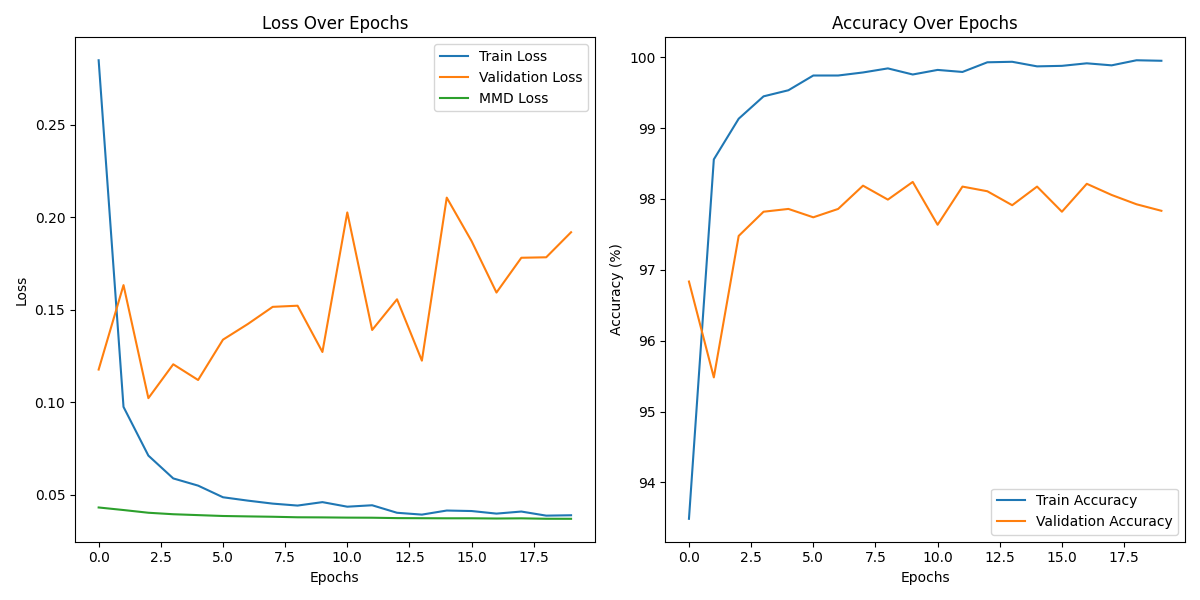 Loss Over Epochs
Train Loss
Validation Loss
MMD Loss
Loss
0.25
0.20
0.15
0.10
0.05
0.0 2.5 5.0 7.5 10.0 12.5 15.0 17.5
Epochs
Accuracy Over Epochs
Accuracy (%)
100
99
98
97
96
95
94
Train Accuracy
Validation Accuracy
0.0 2.5 5.0 7.5 10.0 12.5 15.0 17.5
Epochs